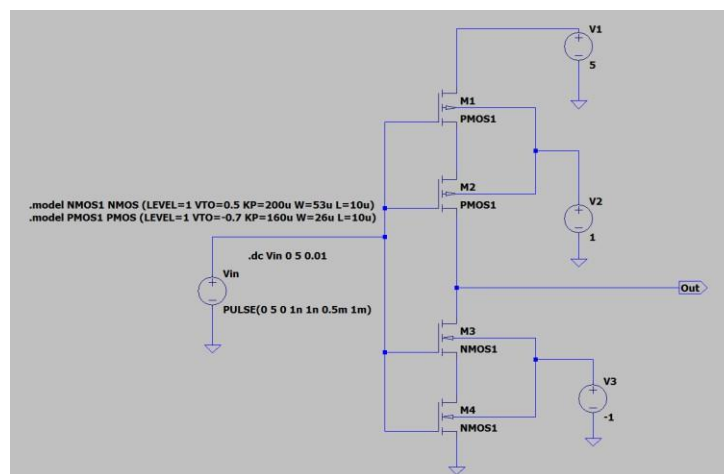 V1
+
−
5
M1
PMOS1
M2
PMOS1
V2
+
−
1
.model NMOS1 NMOS (LEVEL=1 VTO=0.5 KP=200u W=53u L=10u)
.model PMOS1 PMOS (LEVEL=1 VTO=-0.7 KP=160u W=26u L=10u)
.dc Vin 0 5 0.01
Vin
+
−
PULSE(0 5 0 1n 1n 0.5m 1m)
Out
M3
NMOS1
V3
+
−
-1
M4
NMOS1